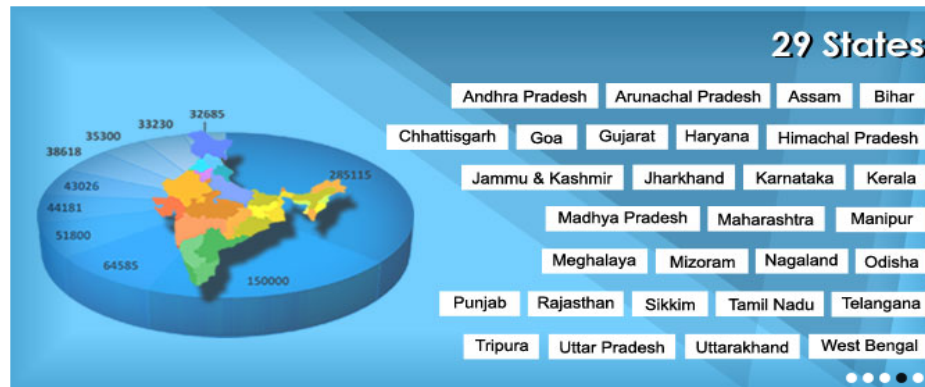 29 States
Andhra Pradesh Arunachal Pradesh Assam Bihar
Chhattisgarh Goa Gujarat Haryana Himachal Pradesh
Jammu & Kashmir Jharkhand Karnataka Kerala
Madhya Pradesh Maharashtra Manipur
Meghalaya Mizoram Nagaland Odisha
Punjab Rajasthan Sikkim Tamil Nadu Telangana
Tripura Uttar Pradesh Uttarakhand West Bengal
32685
33230
35300
38618
43026
44181
51800
64585
150000
285115